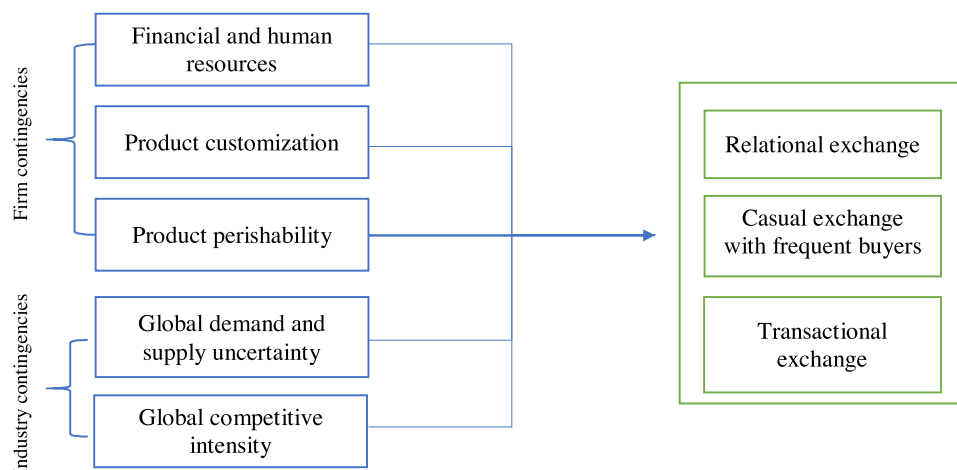 Firm contingencies
Financial and human
resources
Product customization
Product perishability
Industry contingencies
Global demand and
supply uncertainty
Global competitive
intensity
Relational exchange
Casual exchange
with frequent buyers
Transactional
exchange